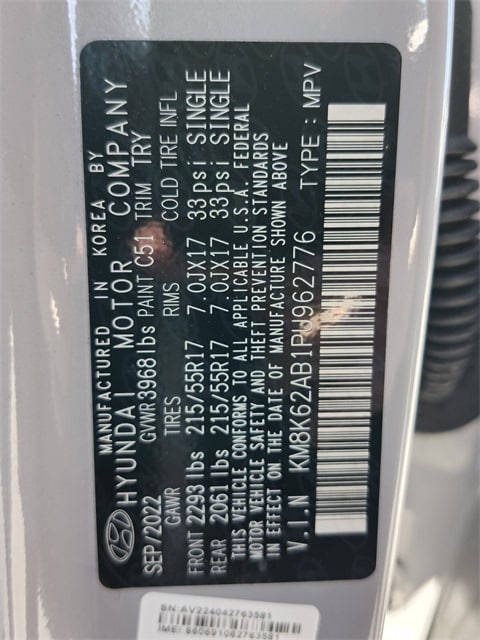 MANUFACTURED IN KOREA BY
HYUNDAI MOTOR COMPANY
SEP/2022 GVWR3968lbs PAINT C51 TRIM TRY
GAWR TIRES RIMS COLD TIRE INFL
FRONT 2293 lbs 215/55R17 7.0JX17 33psi SINGLE
REAR 2061 lbs 215/55R17 7.0JX17 33psi SINGLE
THIS VEHICLE CONFORMS TO ALL APPLICABLE U.S.A. FEDERAL
MOTOR VEHICLE SAFETY AND THEFT PREVENTION STANDARDS
IN EFFECT ON THE DATE OF MANUFACTURE SHOWN ABOVE
V.I.N KM8K62AB1PU962776 TYPE : MPV
SN:AV224042763581